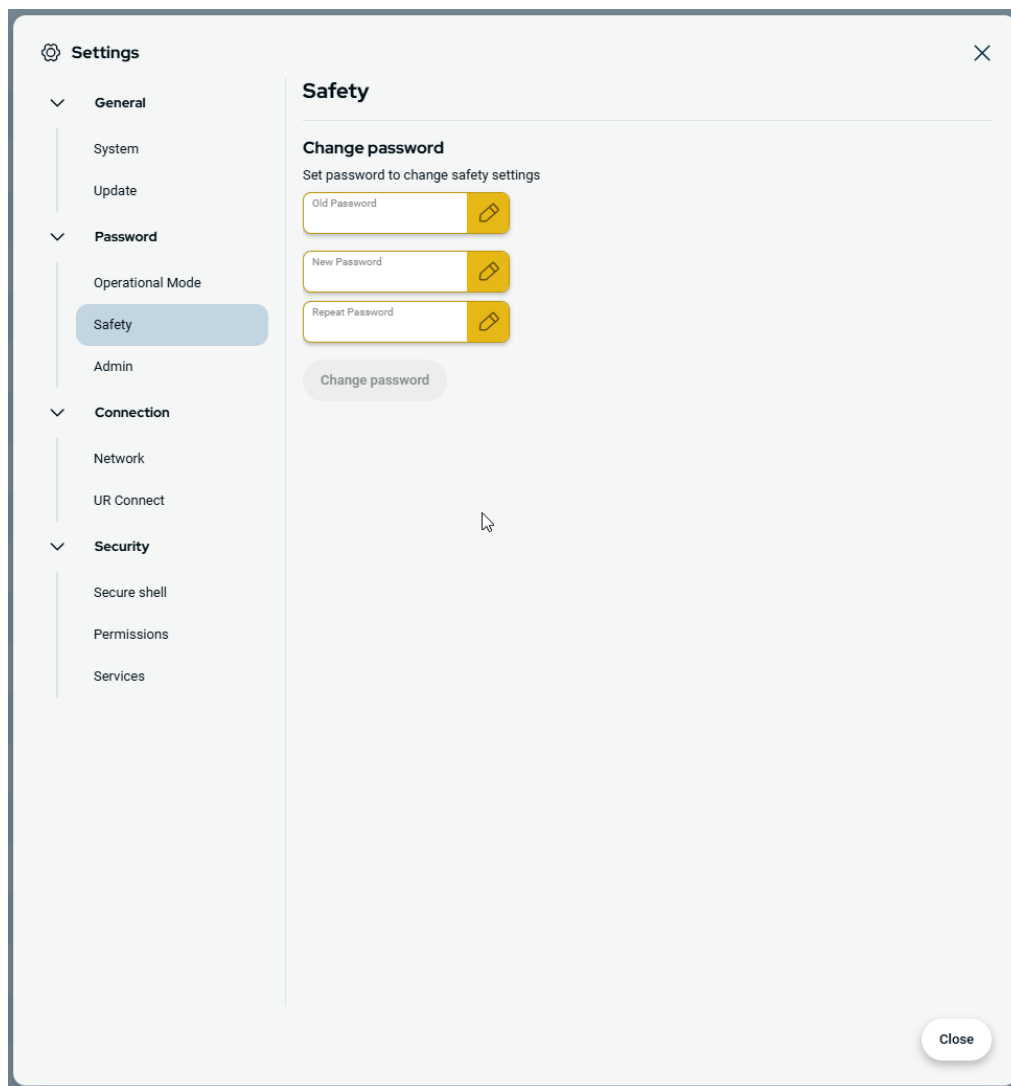 Settings
General
System
Update
Password
Operational Mode
Safety
Admin
Connection
Network
UR Connect
Security
Secure shell
Permissions
Services
Safety
Change password
Set password to change safety settings
Old Password
New Password
Repeat Password
Change password
Close